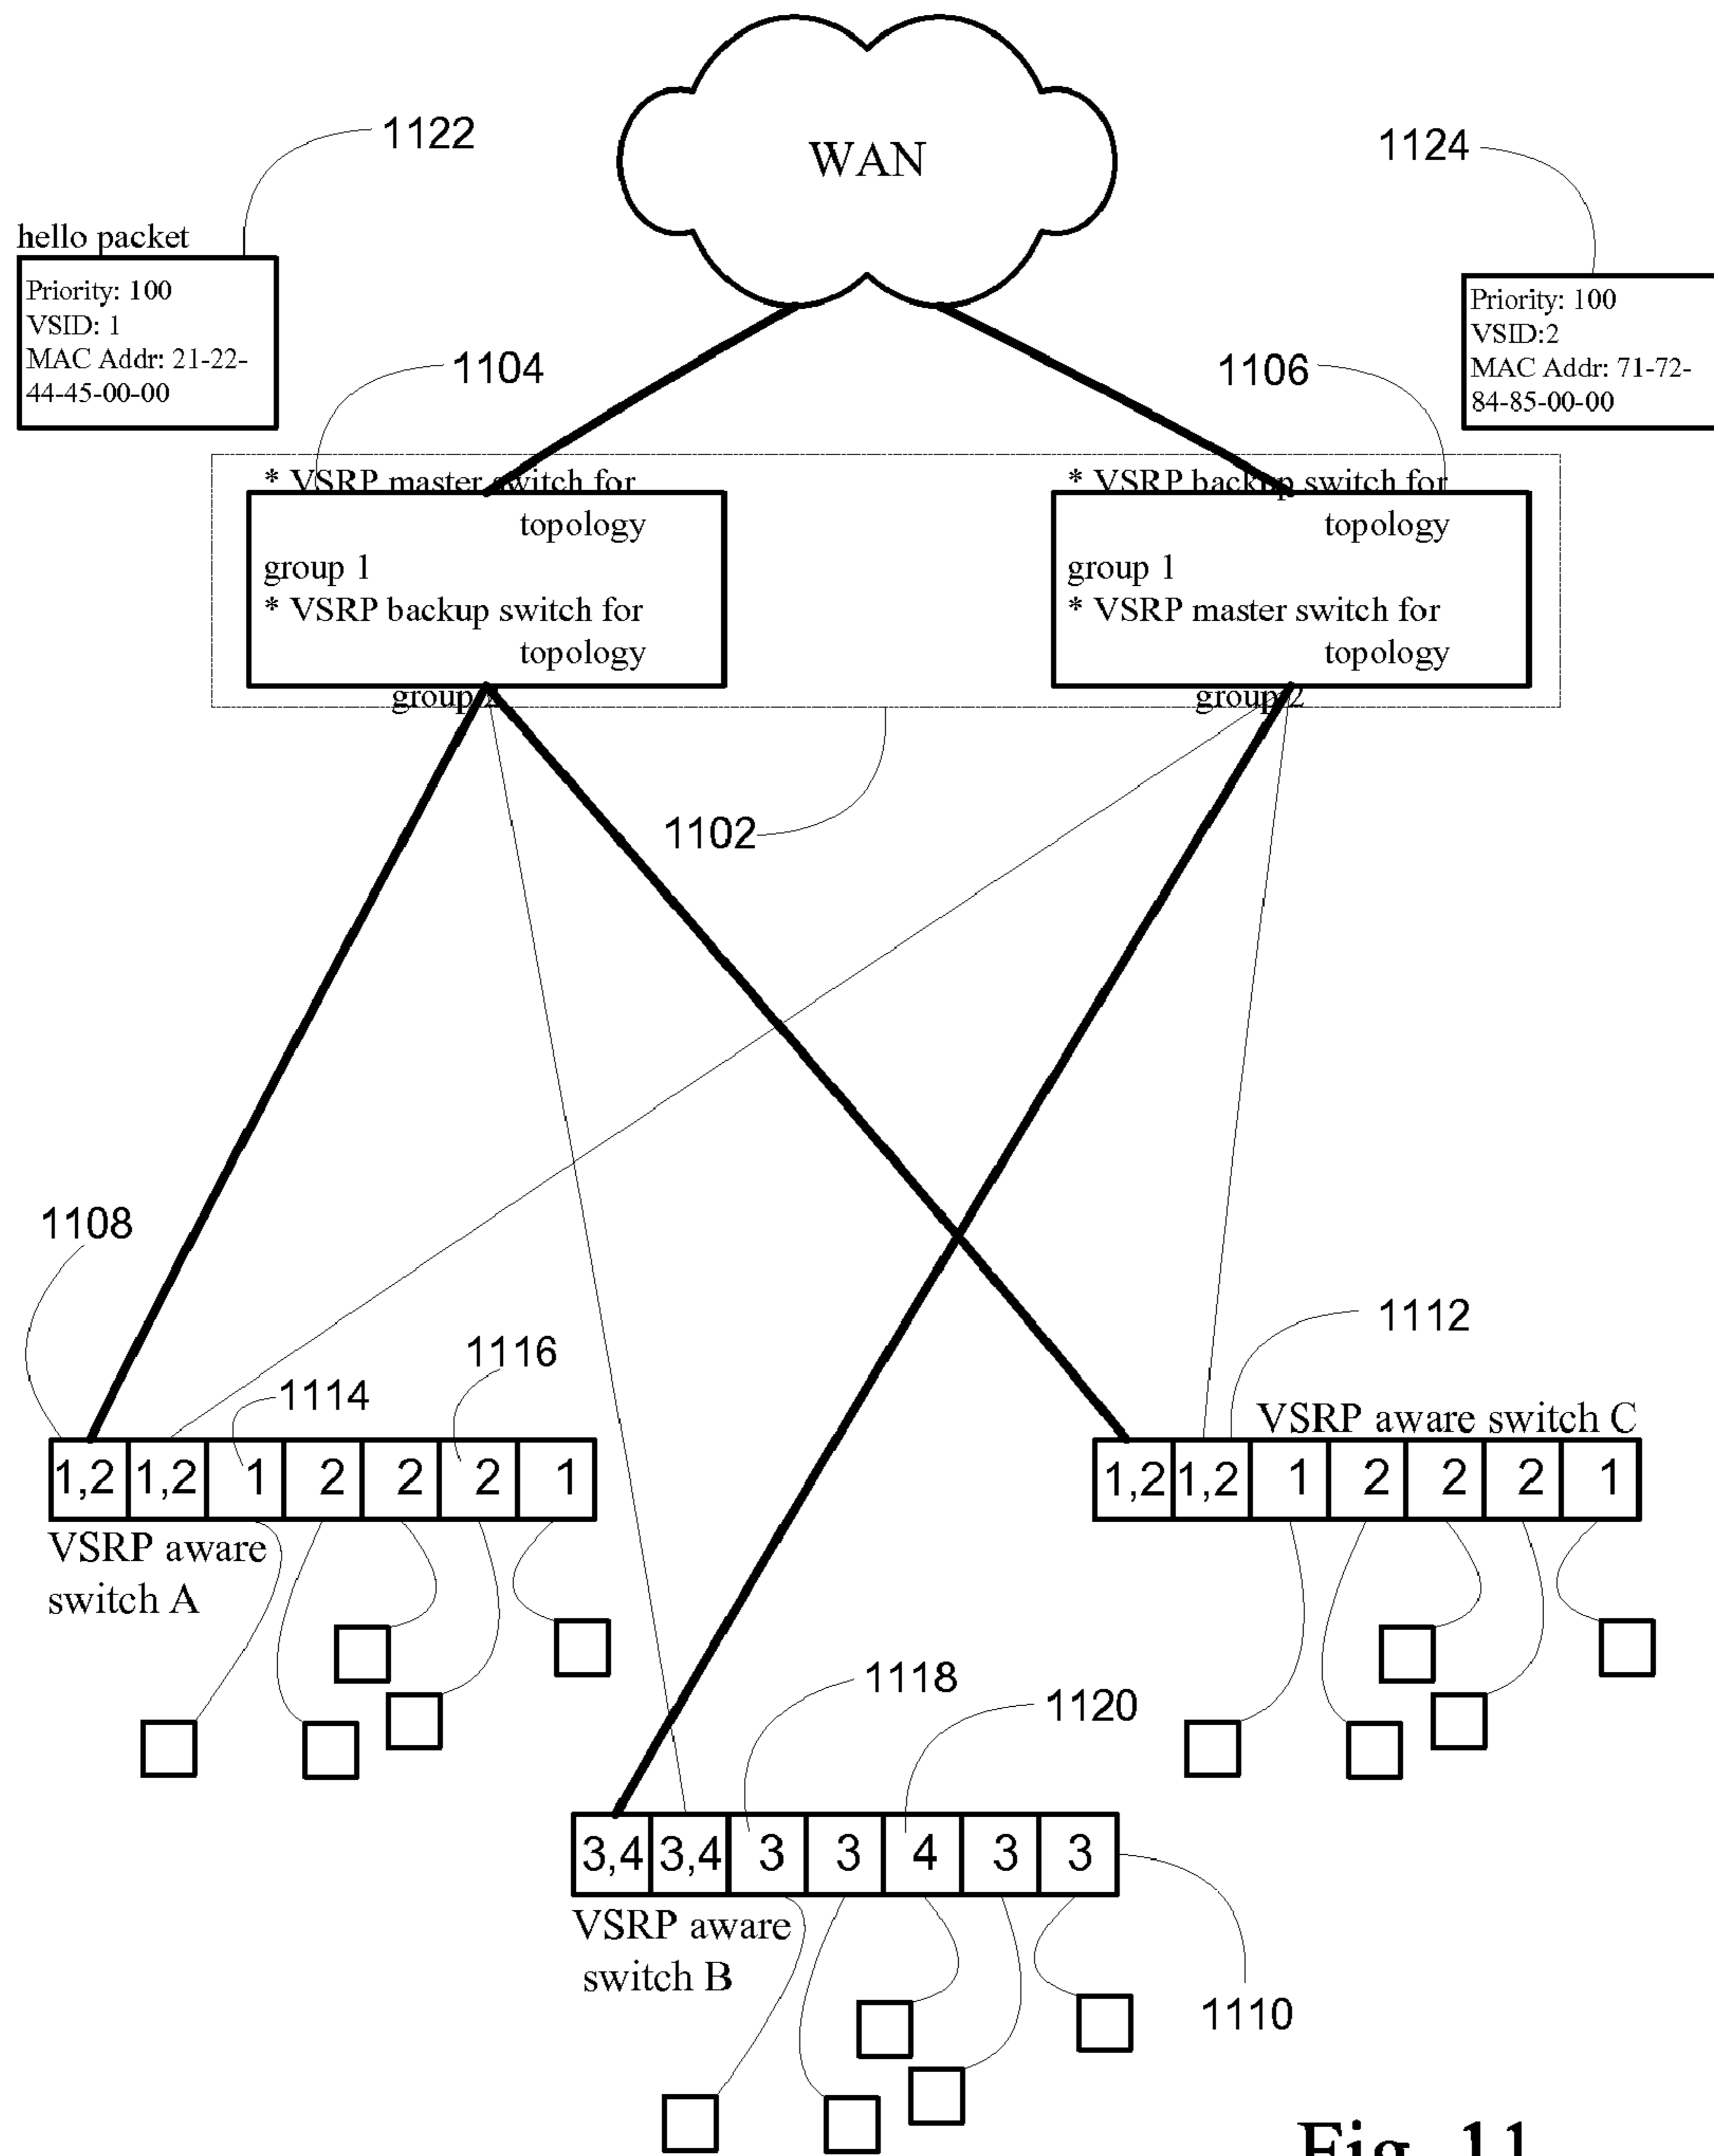 WAN
1122
1124
hello packet
Priority: 100
VSID: 1
MAC Addr: 21-22-
44-45-00-00
Priority: 100
VSID:2
MAC Addr: 71-72-
84-85-00-00
1104
1106
* VSRP master switch for
topology
group 1
* VSRP backup switch for
topology
group 2
* VSRP backup switch for
topology
group 1
* VSRP master switch for
topology
group 2
1102
1108
1116
1114
1112
VSRP aware switch C
1,2 1,2 1 2 2 2 1
1,2 1,2 1 2 2 2 1
VSRP aware
switch A
1118
1120
3,4 3,4 3 3 4 3 3
VSRP aware
switch B
1110
Fig. 11